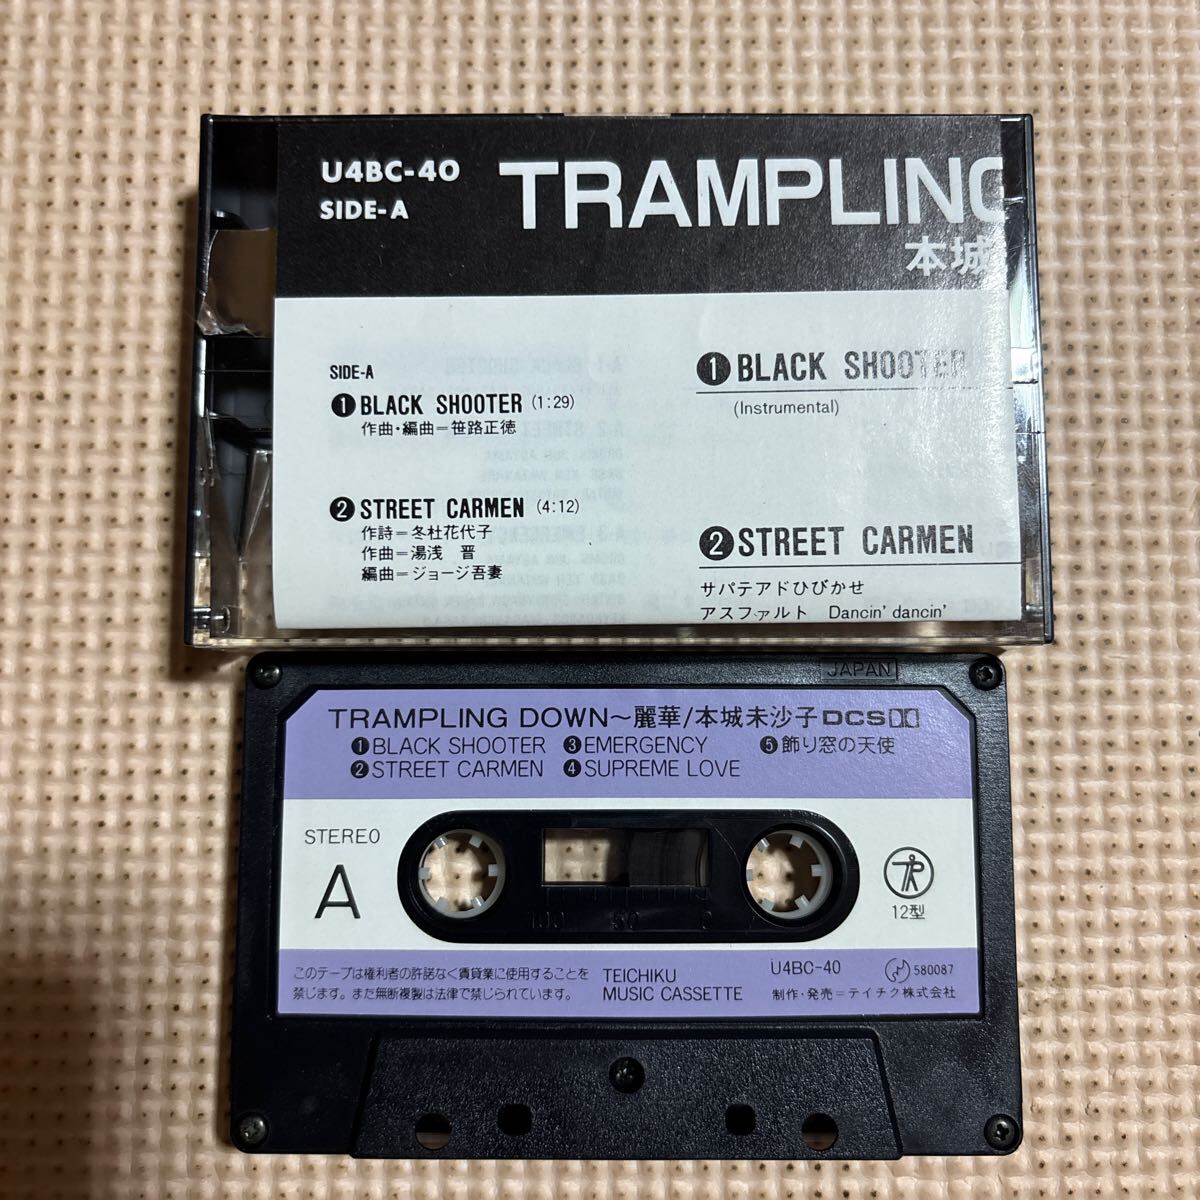 U4BC-40
SIDE-A
TRAMPLING
本城
SIDE-A
❶ BLACK SHOOTER (1:29)
作曲・編曲=笹路正徳
❷ STREET CARMEN (4:12)
作詩=冬杜花代子
作曲=湯浅 晋
編曲=ジョージ吾妻
❶ BLACK SHOOTER
(Instrumental)
❷ STREET CARMEN
サパテアドひびかせ
アスファルト Dancin' dancin'
JAPAN
TRAMPLING DOWN〜麗華/本城未沙子 DCS
❶ BLACK SHOOTER ❸ EMERGENCY ❺ 飾り窓の天使
❷ STREET CARMEN ❹ SUPREME LOVE
STEREO
A
100 50 0
12型
このテープは権利者の許諾なく賃貸業に使用することを
禁じます。また無断複製は法律で禁じられています。
TEICHIKU
MUSIC CASSETTE
U4BC-40 580087
制作・発売=テイチク株式会社